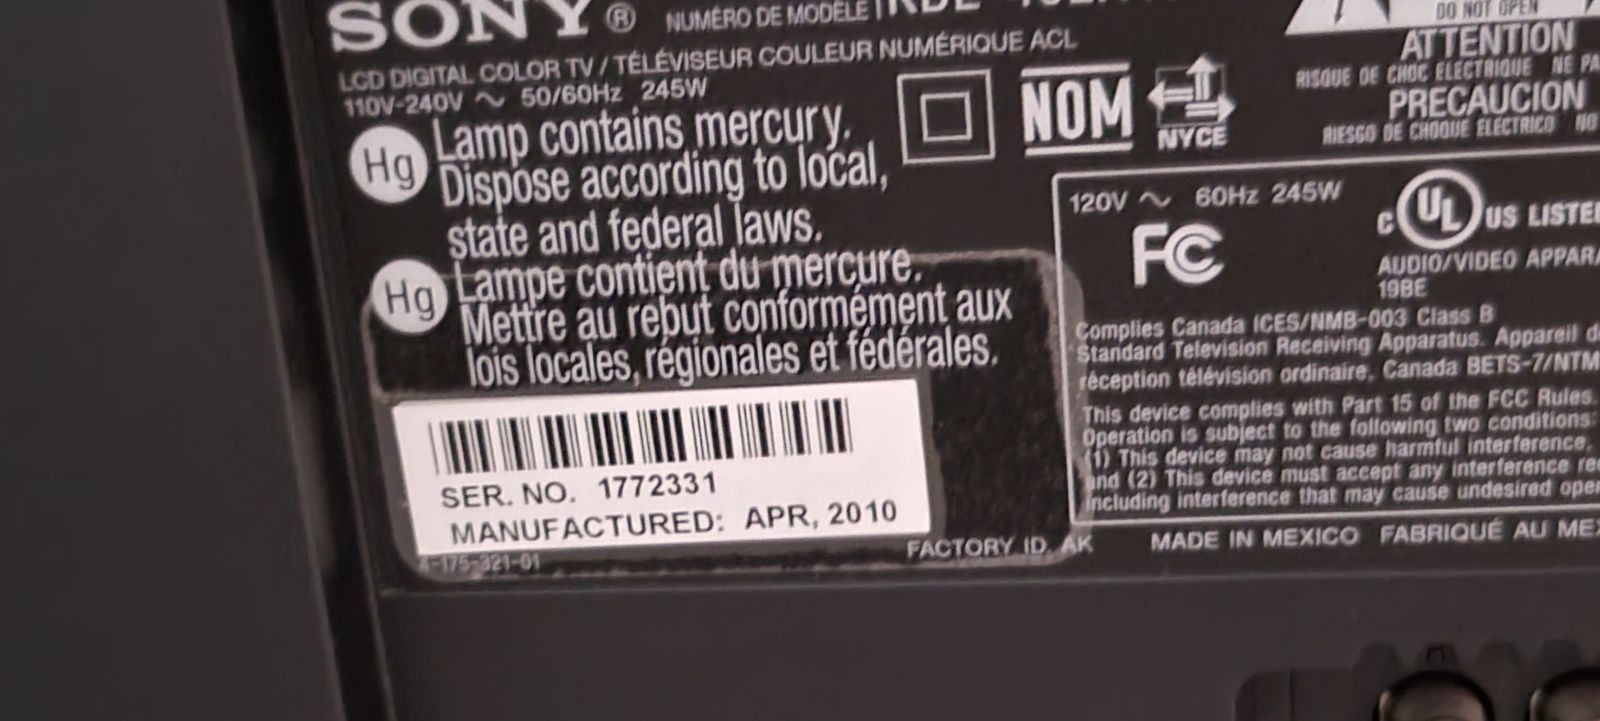 SONY ® NUMÉRO DE MODÈLE
LCD DIGITAL COLOR TV / TÉLÉVISEUR COULEUR NUMÉRIQUE ACL
110V-240V ~ 50/60Hz 245W
Hg Lamp contains mercury.
Dispose according to local,
state and federal laws.
Hg Lampe contient du mercure.
Mettre au rebut conformément aux
lois locales, régionales et fédérales.
SER. NO. 1772331
MANUFACTURED: APR, 2010
4-175-321-01
FACTORY ID. AK
NOM
NYCE
DO NOT OPEN
ATTENTION
RISQUE DE CHOC ELECTRIQUE NE
PRECAUCION
RIESGO DE CHOQUE ELECTRICO NO
120V ~ 60Hz 245W
FC
C UL US LISTED
AUDIO/VIDEO
19BE
Complies Canada ICES/NMB-003 Class B
Standard Television Receiving Apparatus. Appareil
réception télévision ordinaire, Canada BETS-7/NTM
This device complies with Part 15 of the FCC Rules.
Operation is subject to the following two conditions:
(1) This device may not cause harmful interference,
and (2) This device must accept any interference
including interference that may cause undesired
MADE IN MEXICO FABRIQUÉ AU